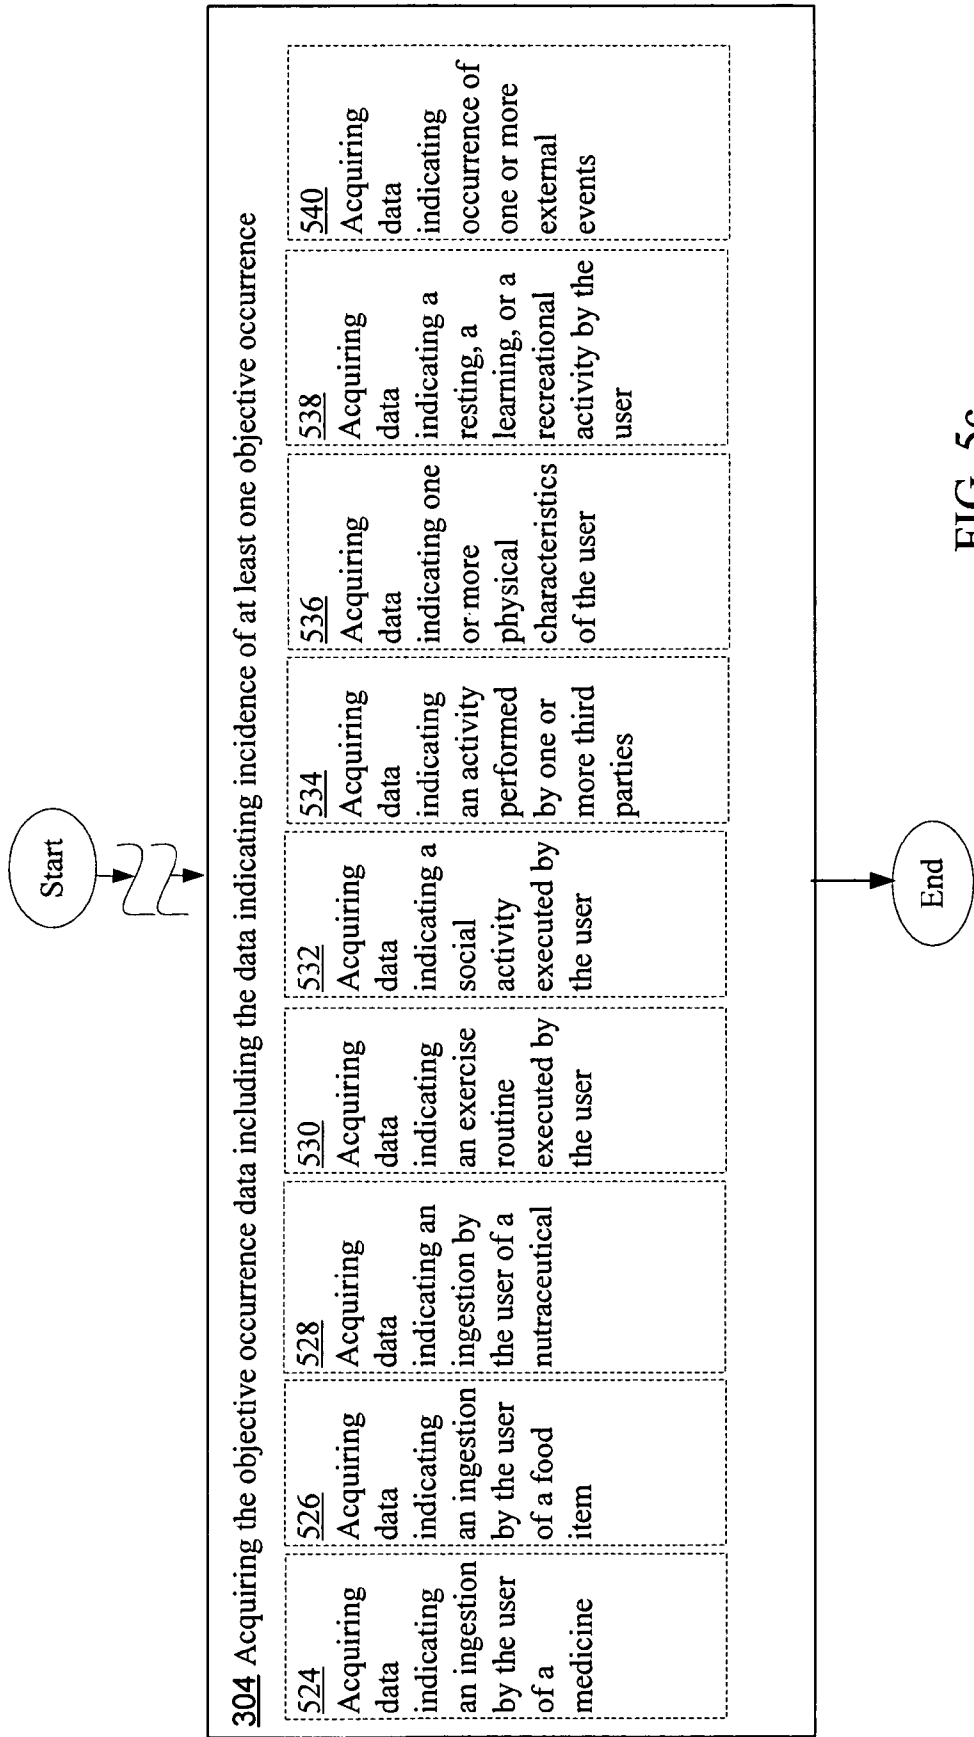 Start
304 Acquiring the objective occurrence data including the data indicating incidence of at least one objective occurrence
524
Acquiring
data
indicating
an ingestion
by the user
of a
medicine
526
Acquiring
data
indicating
an ingestion
by the user
of a food
item
528
Acquiring
data
indicating an
ingestion by
the user of a
nutraceutical
530
Acquiring
data
indicating
an exercise
routine
executed by
the user
532
Acquiring
data
indicating a
social
activity
executed by
the user
534
Acquiring
data
indicating
an activity
performed
by one or
more third
parties
536
Acquiring
data
indicating one
or more
physical
characteristics
of the user
538
Acquiring
data
indicating a
resting, a
learning, or a
recreational
activity by the
user
540
Acquiring
data
indicating
occurrence of
one or more
external
events
End
FIG.